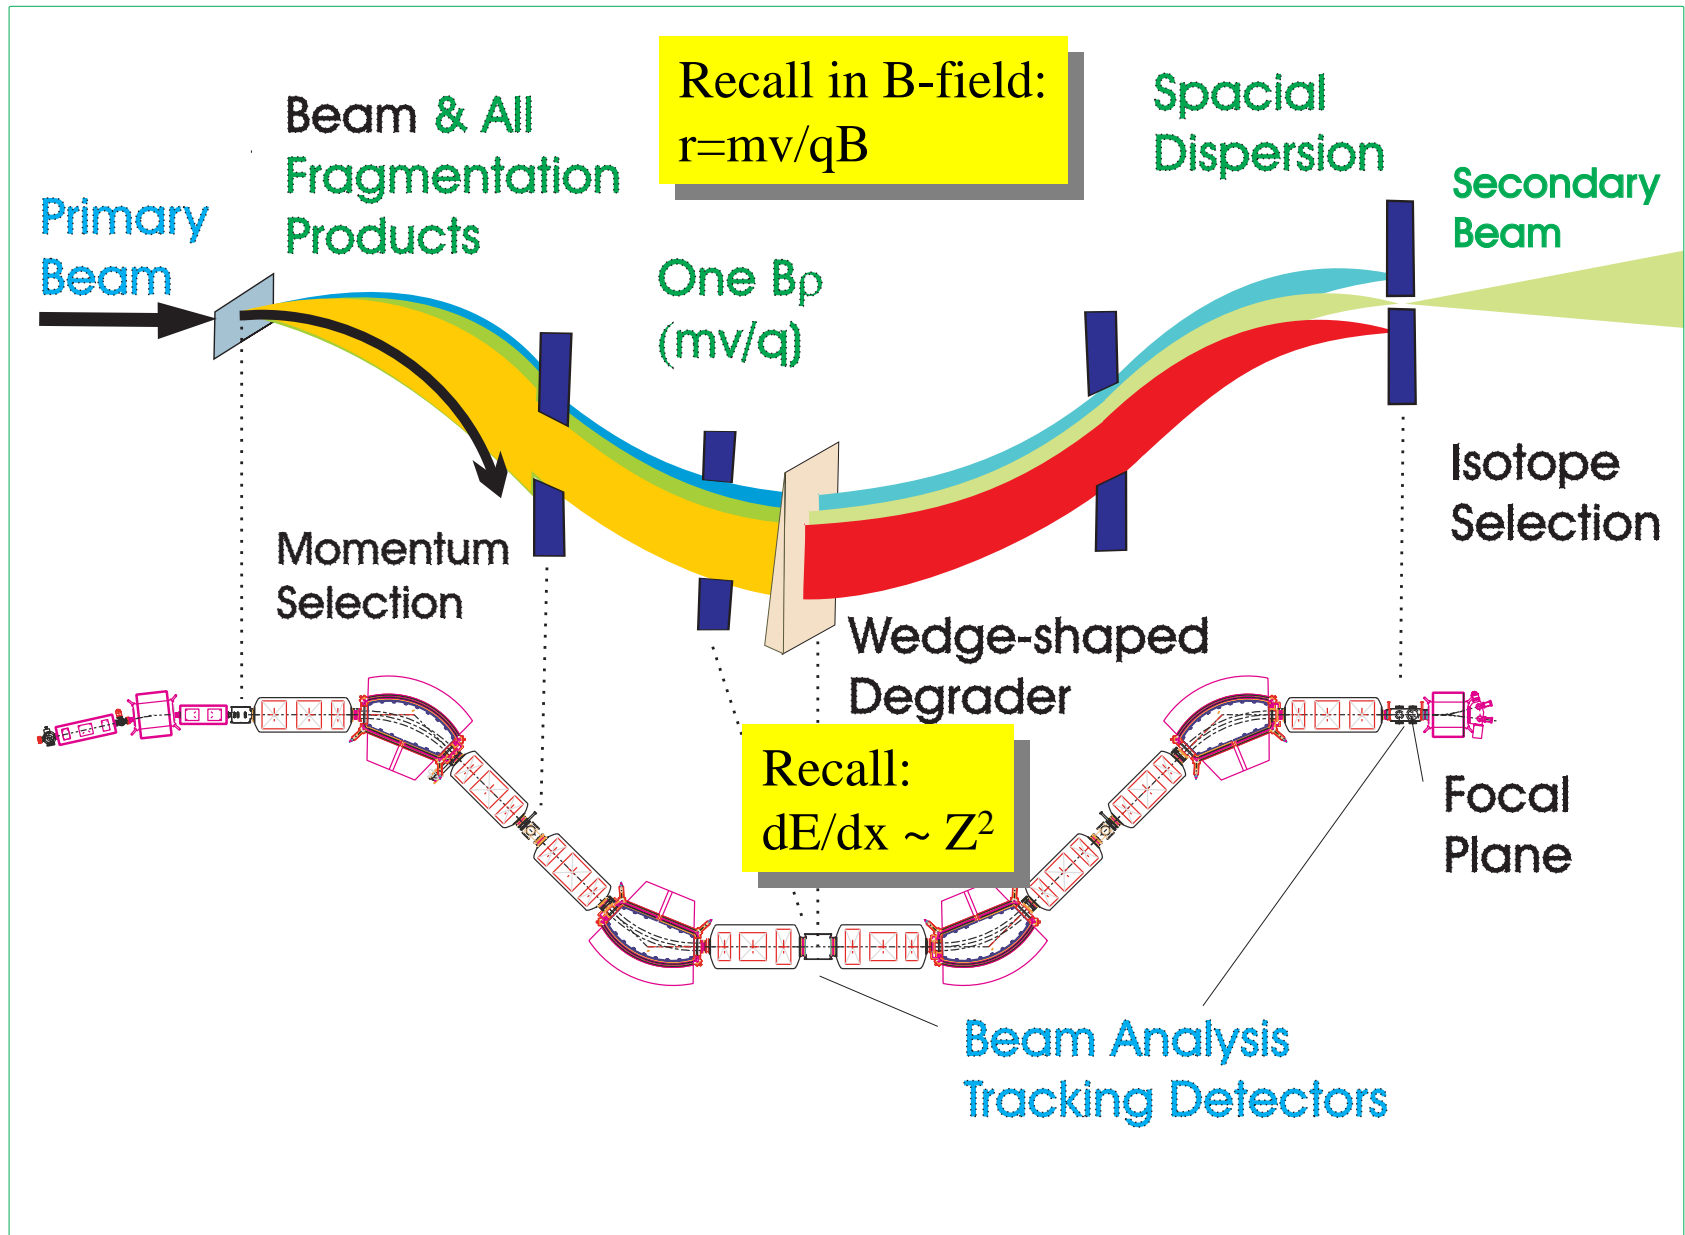 Recall in B-field:
r=mv/qB
Beam & All
Fragmentation
Products
Spacial
Dispersion
Primary
Beam
Secondary
Beam
One Bρ
(mv/q)
Isotope
Selection
Momentum
Selection
Wedge-shaped
Degrader
Recall:
dE/dx ~ Z²
Focal
Plane
Beam Analysis
Tracking Detectors